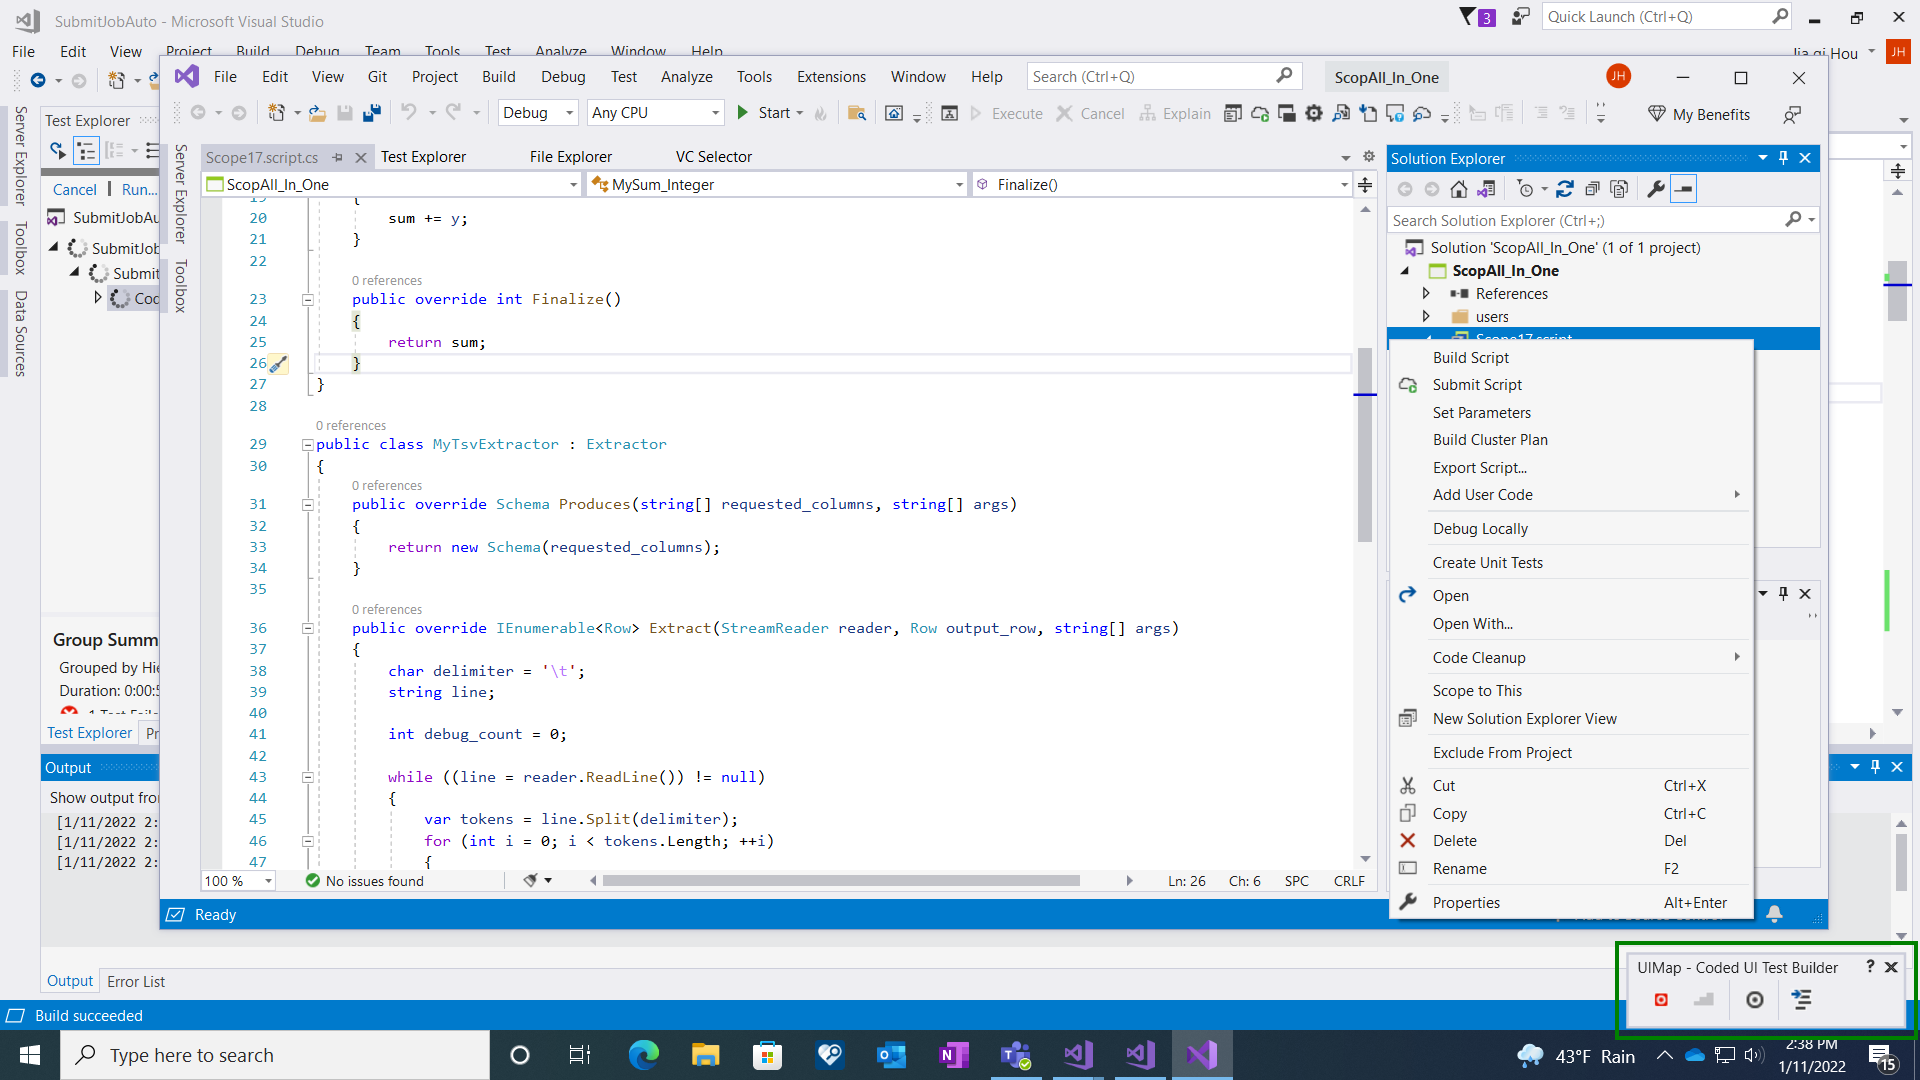 SubmitJobAuto - Microsoft Visual Studio
3
Quick Launch (Ctrl+Q)
File Edit View Project Build Debug Team Tools Test Analyze Window Help
Jia qi Hou
JH
File Edit View Git Project Build Debug Test Analyze Tools Extensions Window Help
Search (Ctrl+Q)
ScopAll_In_One
JH
Debug Any CPU Start Execute Cancel Explain My Benefits
Server Explorer
Toolbox
Data Sources
Test Explorer
Cancel | Run...
SubmitJobAu
SubmitJob
Submit
Coc
Group Summ
Grouped by Hie
Duration: 0:00:5
1 Test Faile
Test Explorer Pr
Output
Show output fror
[1/11/2022 2:
[1/11/2022 2:
[1/11/2022 2:
Output Error List
Build succeeded
Server Explorer
Toolbox
Scope17.script.cs Test Explorer File Explorer VC Selector
ScopAll_In_One MySum_Integer Finalize()
19 {
20 sum += y;
21 }
22
0 references
23 public override int Finalize()
24 {
25 return sum;
26 }
27 }
28
0 references
29 public class MyTsvExtractor : Extractor
30 {
0 references
31 public override Schema Produces(string[] requested_columns, string[] args)
32 {
33 return new Schema(requested_columns);
34 }
35
0 references
36 public override IEnumerable<Row> Extract(StreamReader reader, Row output_row, string[] args)
37 {
38 char delimiter = '\t';
39 string line;
40
41 int debug_count = 0;
42
43 while ((line = reader.ReadLine()) != null)
44 {
45 var tokens = line.Split(delimiter);
46 for (int i = 0; i < tokens.Length; ++i)
47 {
100 % No issues found Ln: 26 Ch: 6 SPC CRLF
Ready
Solution Explorer
Search Solution Explorer (Ctrl+;)
Solution 'ScopAll_In_One' (1 of 1 project)
ScopAll_In_One
References
users
Scope17.script
Build Script
Submit Script
Set Parameters
Build Cluster Plan
Export Script...
Add User Code
Debug Locally
Create Unit Tests
Open
Open With...
Code Cleanup
Scope to This
New Solution Explorer View
Exclude From Project
Cut Ctrl+X
Copy Ctrl+C
Delete Del
Rename F2
Properties Alt+Enter
UIMap - Coded UI Test Builder ?
Type here to search
43°F Rain
2:38 PM
1/11/2022
15